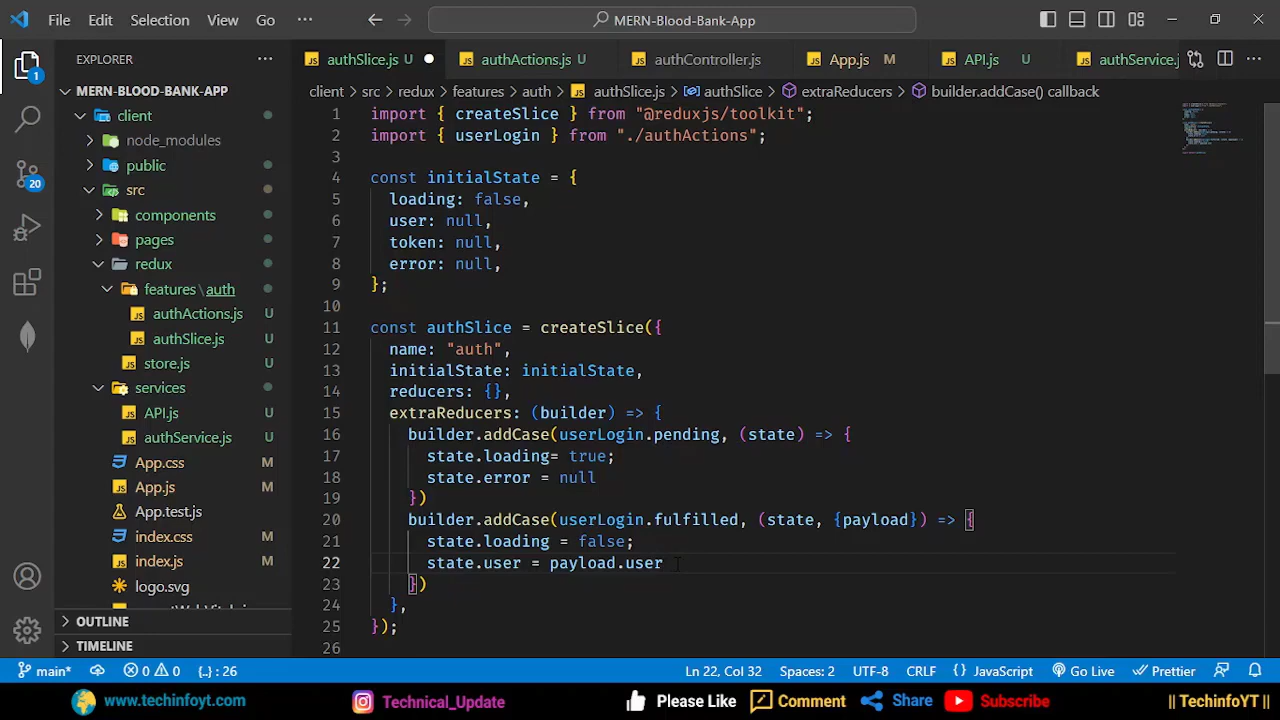 File Edit Selection View Go ··· MERN-Blood-Bank-App
EXPLORER ···
authSlice.js U authActions.js U authController.js App.js M API.js U authService.j
client > src > redux > features > auth > authSlice.js > authSlice > extraReducers > builder.addCase() callback
MERN-BLOOD-BANK-APP
client
node_modules
public
src
components
pages
redux
features\auth
authActions.js U
authSlice.js U
store.js U
services
API.js U
authService.js U
App.css M
App.js M
App.test.js
index.css M
index.js M
logo.svg
OUTLINE
TIMELINE
1
20
1 import { createSlice } from "@reduxjs/toolkit";
2 import { userLogin } from "./authActions";
3
4 const initialState = {
5 loading: false,
6 user: null,
7 token: null,
8 error: null,
9 };
10
11 const authSlice = createSlice({
12 name: "auth",
13 initialState: initialState,
14 reducers: {},
15 extraReducers: (builder) => {
16 builder.addCase(userLogin.pending, (state) => {
17 state.loading= true;
18 state.error = null
19 })
20 builder.addCase(userLogin.fulfilled, (state, {payload}) => {
21 state.loading = false;
22 state.user = payload.user
23 })
24 },
25 });
26
main* 0 0 {..} : 26 Ln 22, Col 32 Spaces: 2 UTF-8 CRLF {} JavaScript Go Live Prettier
www.techinfoyt.com Technical_Update Please Like Comment Share Subscribe || TechinfoYT ||